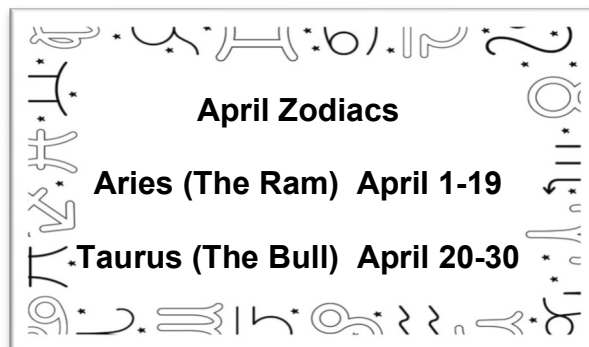 April Zodiacs
Aries (The Ram) April 1-19
Taurus (The Bull) April 20-30